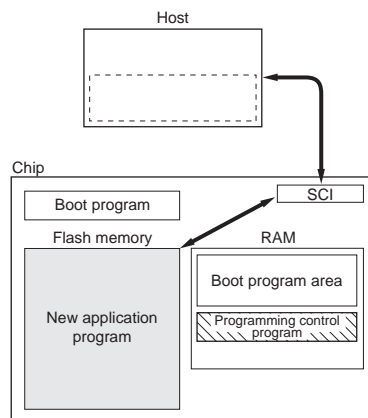 Host
Chip
SCI
Boot program
Flash memory
RAM
Boot program area
New application
program
Programming control
program